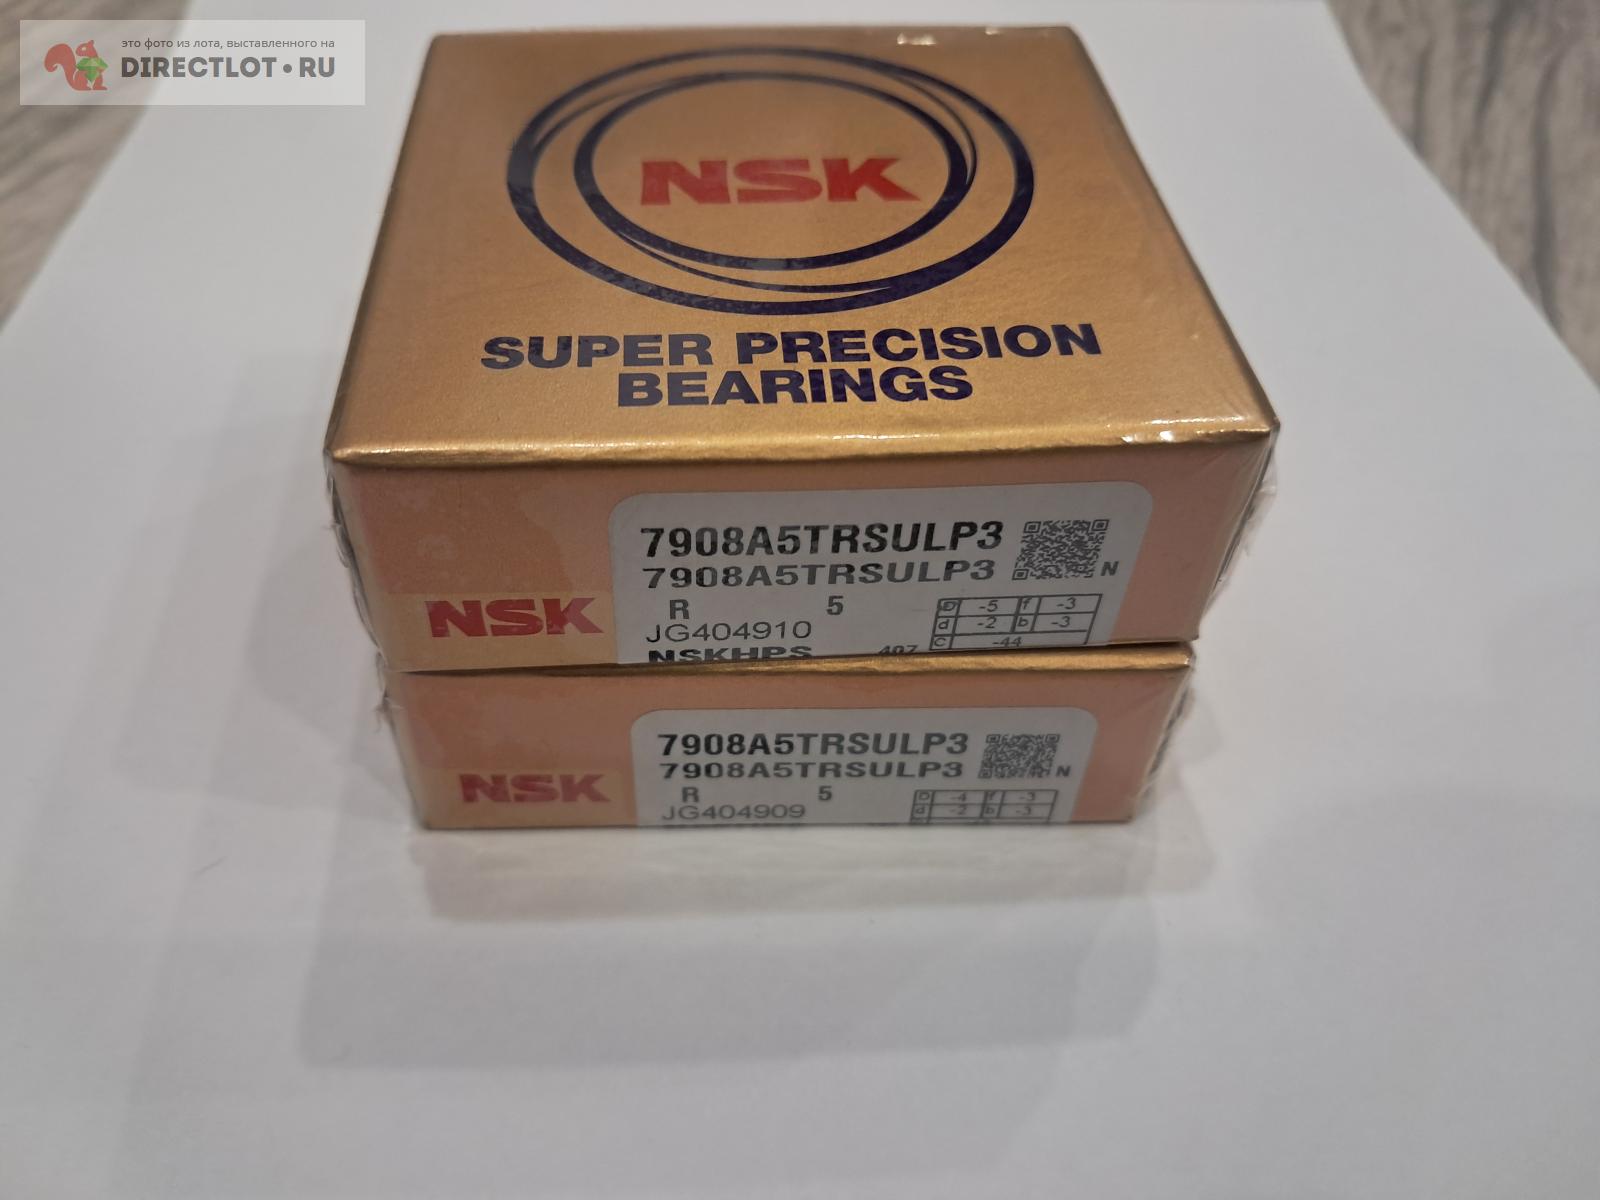 это фото из лота, выставленного на
DIRECTLOT•RU
NSK
SUPER PRECISION
BEARINGS
7908A5TRSULP3
7908A5TRSULP3
N
R 5
JG404910
NSKHPS 407
D -5 f -3
d -2 b -3
C -44
NSK
7908A5TRSULP3
7908A5TRSULP3
N
R 5
JG404909
D -4 f -3
d -2 b -3
NSK